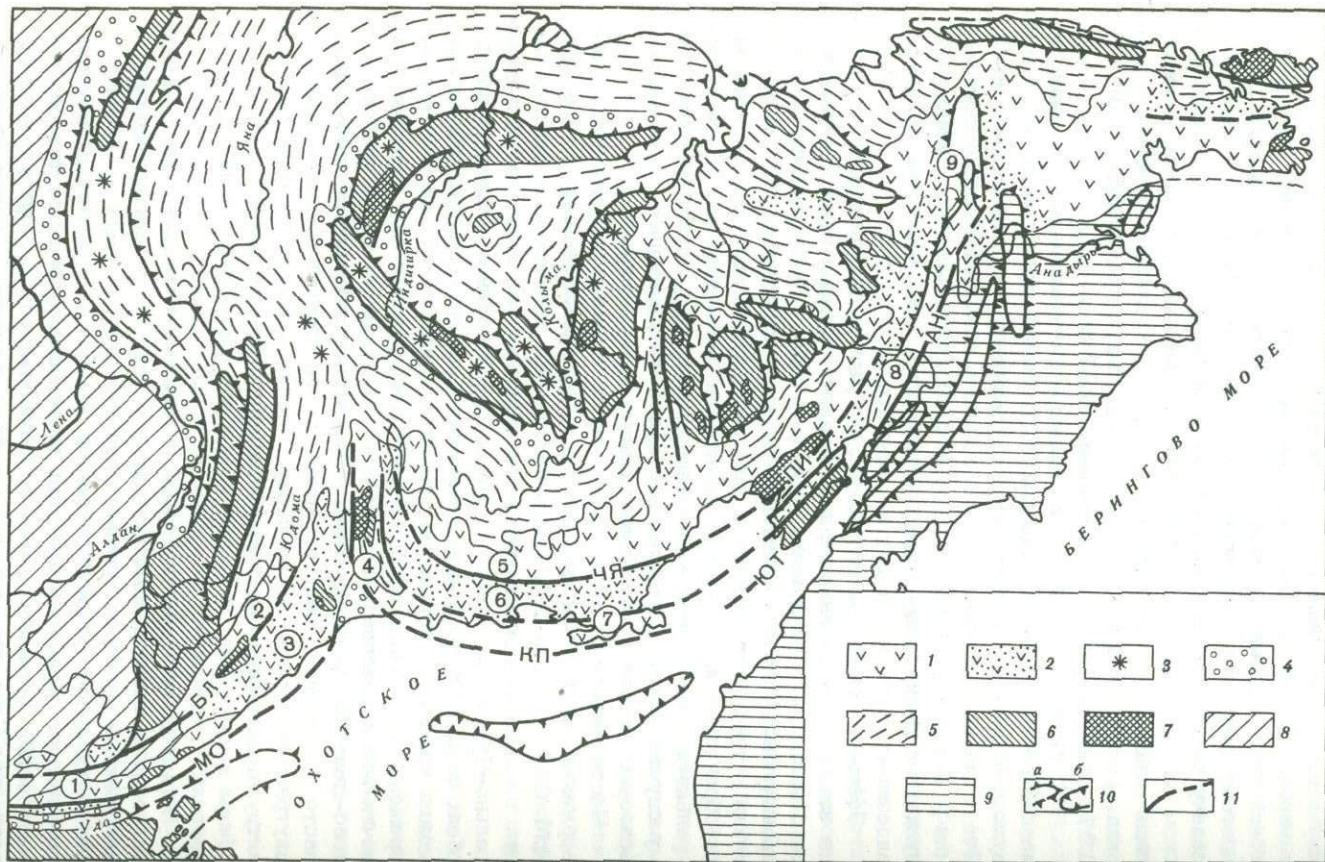 Яна
Индигирка
Колыма
9
Анадырь
Лена
8
АН
БЕРИНГОВО МОРЕ
Алдан
Юдома
ПИ
4
5
ЧЯ
ЮТ
2
6
3
7
КП
БЛ
МО
ОХОТСКОЕ
МОРЕ
1
Уда
1 2 3 4
5 6 7 8
а б
9 10 11